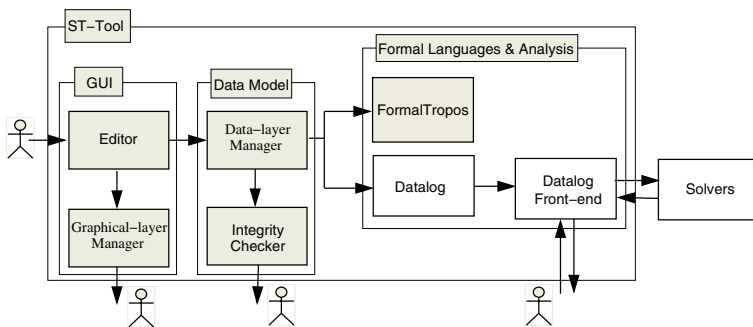 ST−Tool
Formal Languages & Analysis
GUI
Data Model
FormalTropos
Editor
Data−layer
Manager
Datalog
Datalog
Front−end
Solvers
Graphical−layer
Manager
Integrity
Checker